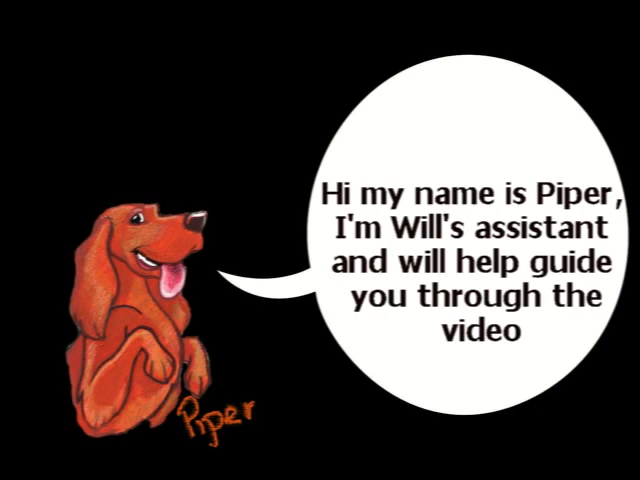 Hi my name is Piper,
I'm Will's assistant
and will help guide
you through the
video
Piper